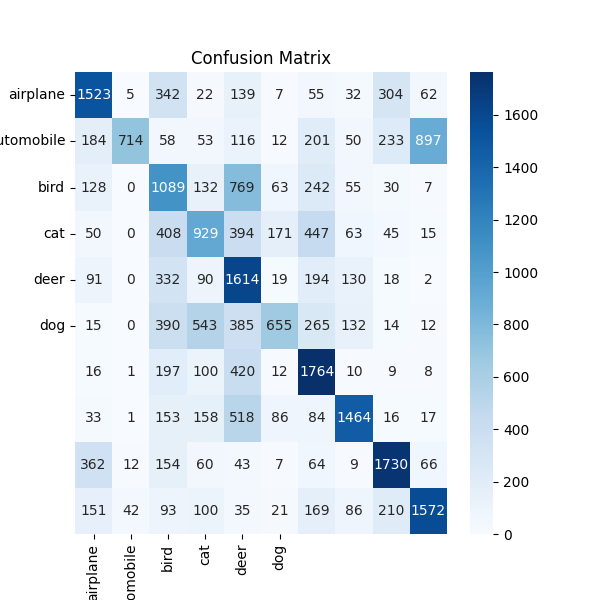 Confusion Matrix
airplane 1523 5 342 22 139 7 55 32 304 62
utomobile 184 714 58 53 116 12 201 50 233 897
bird 128 0 1089 132 769 63 242 55 30 7
cat 50 0 408 929 394 171 447 63 45 15
deer 91 0 332 90 1614 19 194 130 18 2
dog 15 0 390 543 385 655 265 132 14 12
16 1 197 100 420 12 1764 10 9 8
33 1 153 158 518 86 84 1464 16 17
362 12 154 60 43 7 64 9 1730 66
151 42 93 100 35 21 169 86 210 1572
airplane omobile bird cat deer dog
1600
1400
1200
1000
800
600
400
200
0